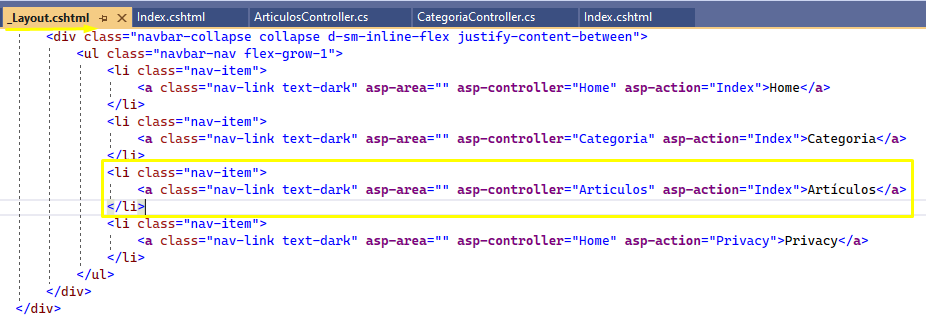 _Layout.cshtml Index.cshtml ArticulosController.cs CategoriaController.cs Index.cshtml
<div class="navbar-collapse collapse d-sm-inline-flex justify-content-between">
<ul class="navbar-nav flex-grow-1">
<li class="nav-item">
<a class="nav-link text-dark" asp-area="" asp-controller="Home" asp-action="Index">Home</a>
</li>
<li class="nav-item">
<a class="nav-link text-dark" asp-area="" asp-controller="Categoria" asp-action="Index">Categoria</a>
</li>
<li class="nav-item">
<a class="nav-link text-dark" asp-area="" asp-controller="Articulos" asp-action="Index">Artículos</a>
</li>
<li class="nav-item">
<a class="nav-link text-dark" asp-area="" asp-controller="Home" asp-action="Privacy">Privacy</a>
</li>
</ul>
</div>
</div>